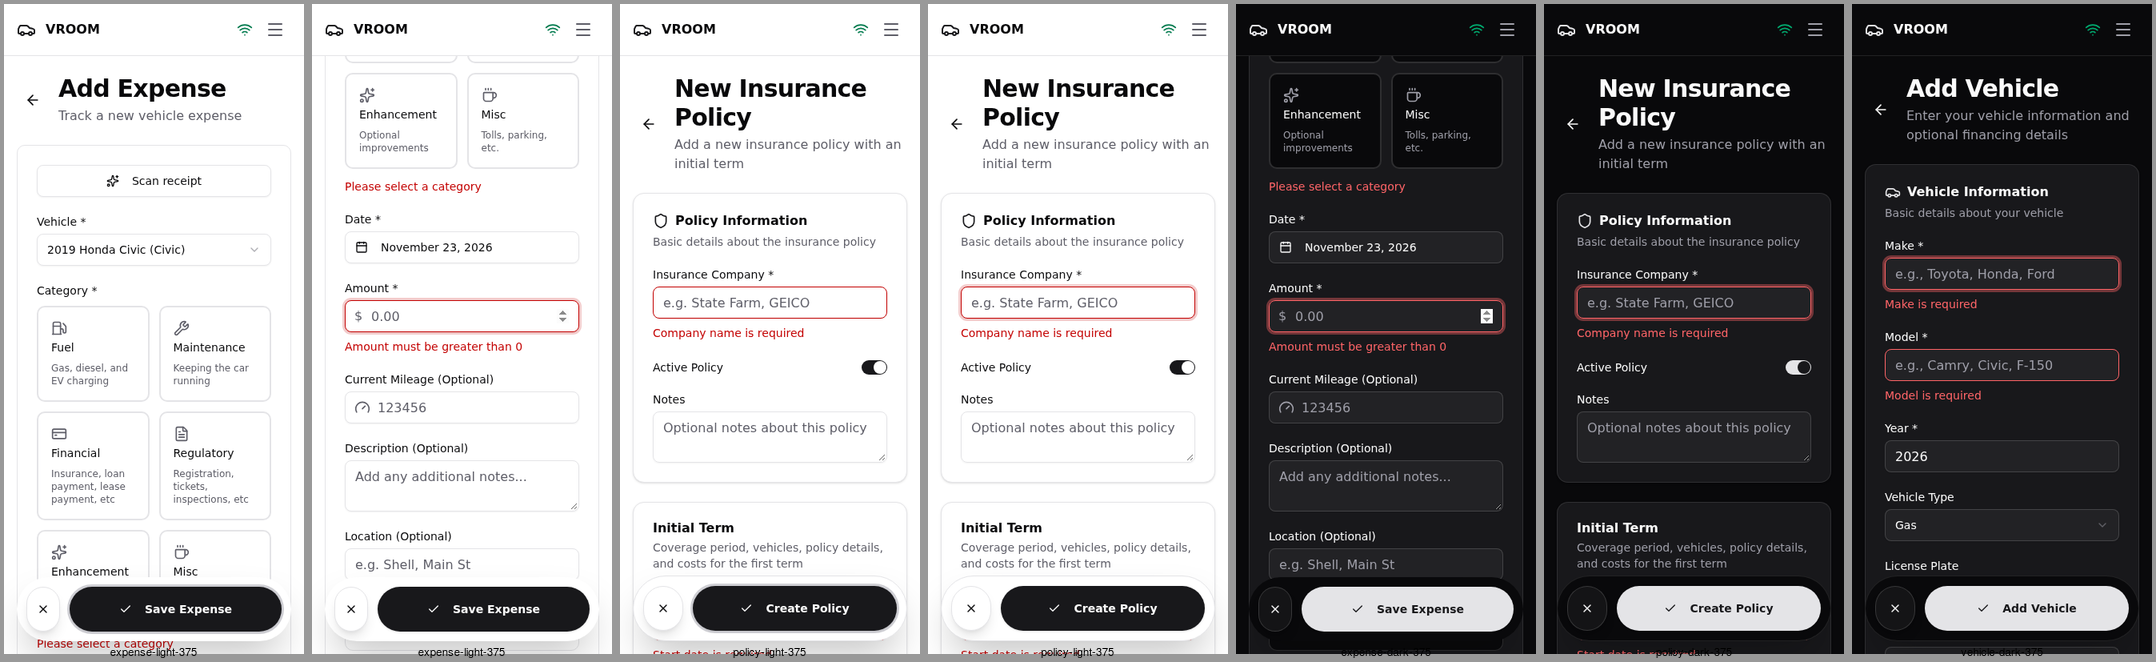 VROOM
Add Expense
Track a new vehicle expense
Scan receipt
Vehicle *
2019 Honda Civic (Civic)
Category *
Fuel
Gas, diesel, and
EV charging
Maintenance
Keeping the car
running
Financial
Insurance, loan
payment, lease
payment, etc
Regulatory
Registration,
tickets,
inspections, etc
Enhancement
Misc
Save Expense
Please select a category
expense-light-375
VROOM
Enhancement
Optional
improvements
Misc
Tolls, parking,
etc.
Please select a category
Date *
November 23, 2026
Amount *
$ 0.00
Amount must be greater than 0
Current Mileage (Optional)
123456
Description (Optional)
Add any additional notes...
Location (Optional)
e.g. Shell, Main St
Save Expense
expense-light-375
VROOM
New Insurance
Policy
Add a new insurance policy with an
initial term
Policy Information
Basic details about the insurance policy
Insurance Company *
e.g. State Farm, GEICO
Company name is required
Active Policy
Notes
Optional notes about this policy
Initial Term
Coverage period, vehicles, policy details,
and costs for the first term
Create Policy
policy-light-375
VROOM
New Insurance
Policy
Add a new insurance policy with an
initial term
Policy Information
Basic details about the insurance policy
Insurance Company *
e.g. State Farm, GEICO
Company name is required
Active Policy
Notes
Optional notes about this policy
Initial Term
Coverage period, vehicles, policy details,
and costs for the first term
Create Policy
policy-light-375
VROOM
Enhancement
Optional
improvements
Misc
Tolls, parking,
etc.
Please select a category
Date *
November 23, 2026
Amount *
$ 0.00
Amount must be greater than 0
Current Mileage (Optional)
123456
Description (Optional)
Add any additional notes...
Location (Optional)
e.g. Shell, Main St
Save Expense
expense-dark-375
VROOM
New Insurance
Policy
Add a new insurance policy with an
initial term
Policy Information
Basic details about the insurance policy
Insurance Company *
e.g. State Farm, GEICO
Company name is required
Active Policy
Notes
Optional notes about this policy
Initial Term
Coverage period, vehicles, policy details,
and costs for the first term
Create Policy
policy-dark-375
VROOM
Add Vehicle
Enter your vehicle information and
optional financing details
Vehicle Information
Basic details about your vehicle
Make *
e.g., Toyota, Honda, Ford
Make is required
Model *
e.g., Camry, Civic, F-150
Model is required
Year *
2026
Vehicle Type
Gas
License Plate
Add Vehicle
vehicle-dark-375